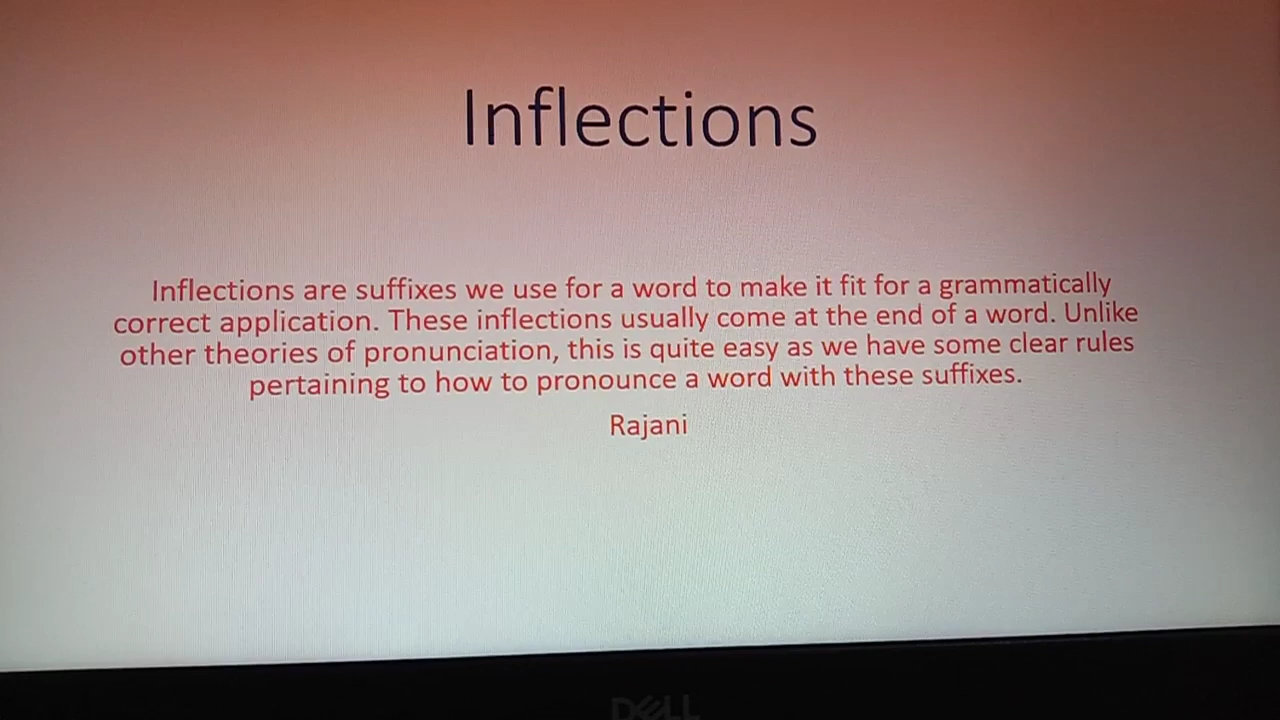 Inflections
Inflections are suffixes we use for a word to make it fit for a grammatically
correct application. These inflections usually come at the end of a word. Unlike
other theories of pronunciation, this is quite easy as we have some clear rules
pertaining to how to pronounce a word with these suffixes.
Rajani
DELL